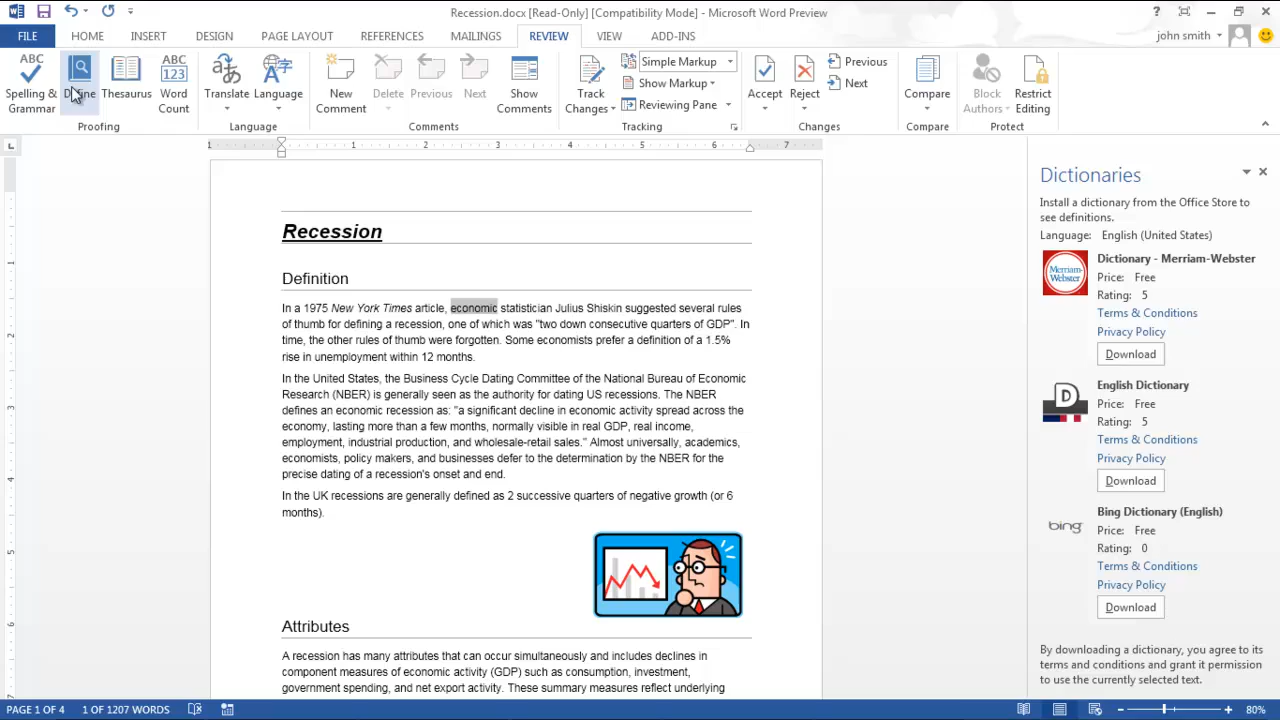 Recession.docx [Read-Only] [Compatibility Mode] - Microsoft Word Preview
FILE HOME INSERT DESIGN PAGE LAYOUT REFERENCES MAILINGS REVIEW VIEW ADD-INS john smith
ABC Spelling & Grammar
Thesaurus
ABC 123 Word Count
Translate
Language
New Comment
Delete
Previous
Next
Show Comments
Track Changes
Simple Markup
Show Markup
Reviewing Pane
Accept
Reject
Previous
Next
Compare
Block Authors
Restrict Editing
Proofing Language Comments Tracking Changes Compare Protect
1 1 2 3 4 5 6 7
Recession
Definition
In a 1975 New York Times article, economic statistician Julius Shiskin suggested several rules
of thumb for defining a recession, one of which was "two down consecutive quarters of GDP". In
time, the other rules of thumb were forgotten. Some economists prefer a definition of a 1.5%
rise in unemployment within 12 months.
In the United States, the Business Cycle Dating Committee of the National Bureau of Economic
Research (NBER) is generally seen as the authority for dating US recessions. The NBER
defines an economic recession as: "a significant decline in economic activity spread across the
economy, lasting more than a few months, normally visible in real GDP, real income,
employment, industrial production, and wholesale-retail sales." Almost universally, academics,
economists, policy makers, and businesses defer to the determination by the NBER for the
precise dating of a recession's onset and end.
In the UK recessions are generally defined as 2 successive quarters of negative growth (or 6
months).
Attributes
A recession has many attributes that can occur simultaneously and includes declines in
component measures of economic activity (GDP) such as consumption, investment,
government spending, and net export activity. These summary measures reflect underlying
Dictionaries
Install a dictionary from the Office Store to
see definitions.
Language: English (United States)
Merriam-Webster
Dictionary - Merriam-Webster
Price: Free
Rating: 5
Terms & Conditions
Privacy Policy
Download
D
English Dictionary
Price: Free
Rating: 5
Terms & Conditions
Privacy Policy
Download
bing
Bing Dictionary (English)
Price: Free
Rating: 0
Terms & Conditions
Privacy Policy
Download
By downloading a dictionary, you agree to its
terms and conditions and grant it permission
to use the currently selected text.
PAGE 1 OF 4 1 OF 1207 WORDS 80%